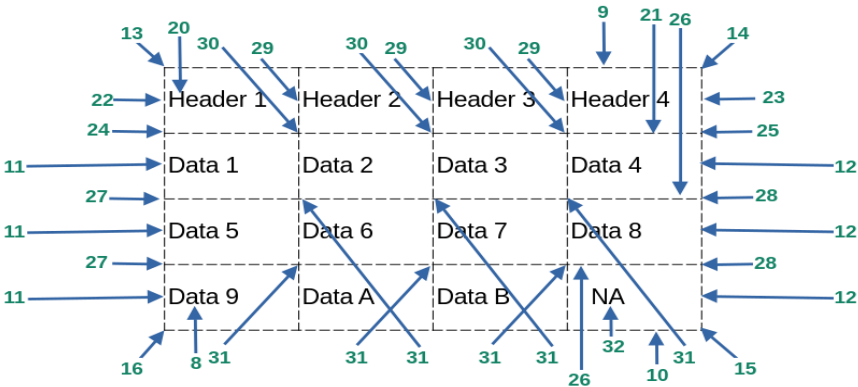 9 21 26
13 20 30 29 30 29 30 29 14
22 Header 1 Header 2 Header 3 Header 4 23
24 25
11 Data 1 Data 2 Data 3 Data 4 12
27 28
11 Data 5 Data 6 Data 7 Data 8 12
27 28
11 Data 9 Data A Data B NA 12
16 8 31 31 31 31 31 31 32 26 10 31 15